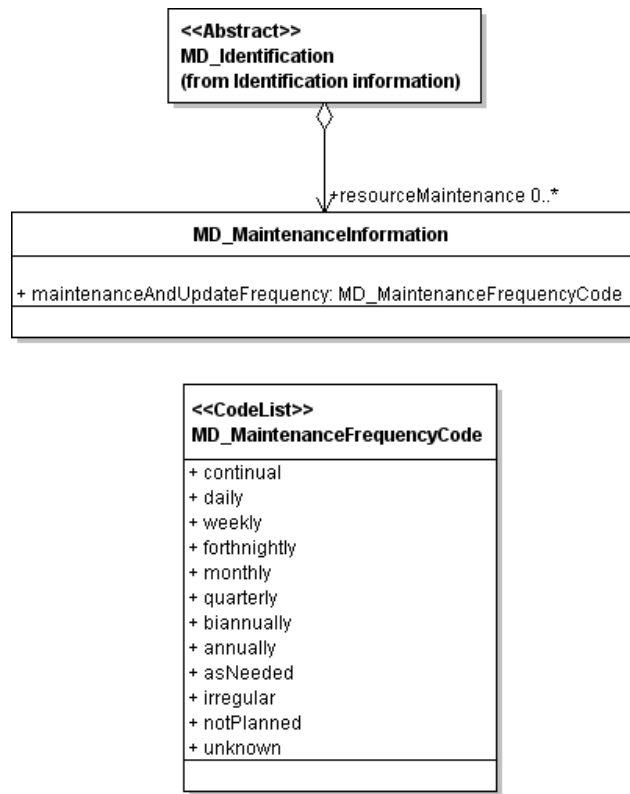 <<Abstract>>
MD_Identification
(from Identification information)
+resourceMaintenance 0..*
MD_MaintenanceInformation
+ maintenanceAndUpdateFrequency: MD_MaintenanceFrequencyCode
<<CodeList>>
MD_MaintenanceFrequencyCode
+ continual
+ daily
+ weekly
+ forthnightly
+ monthly
+ quarterly
+ biannually
+ annually
+ asNeeded
+ irregular
+ notPlanned
+ unknown